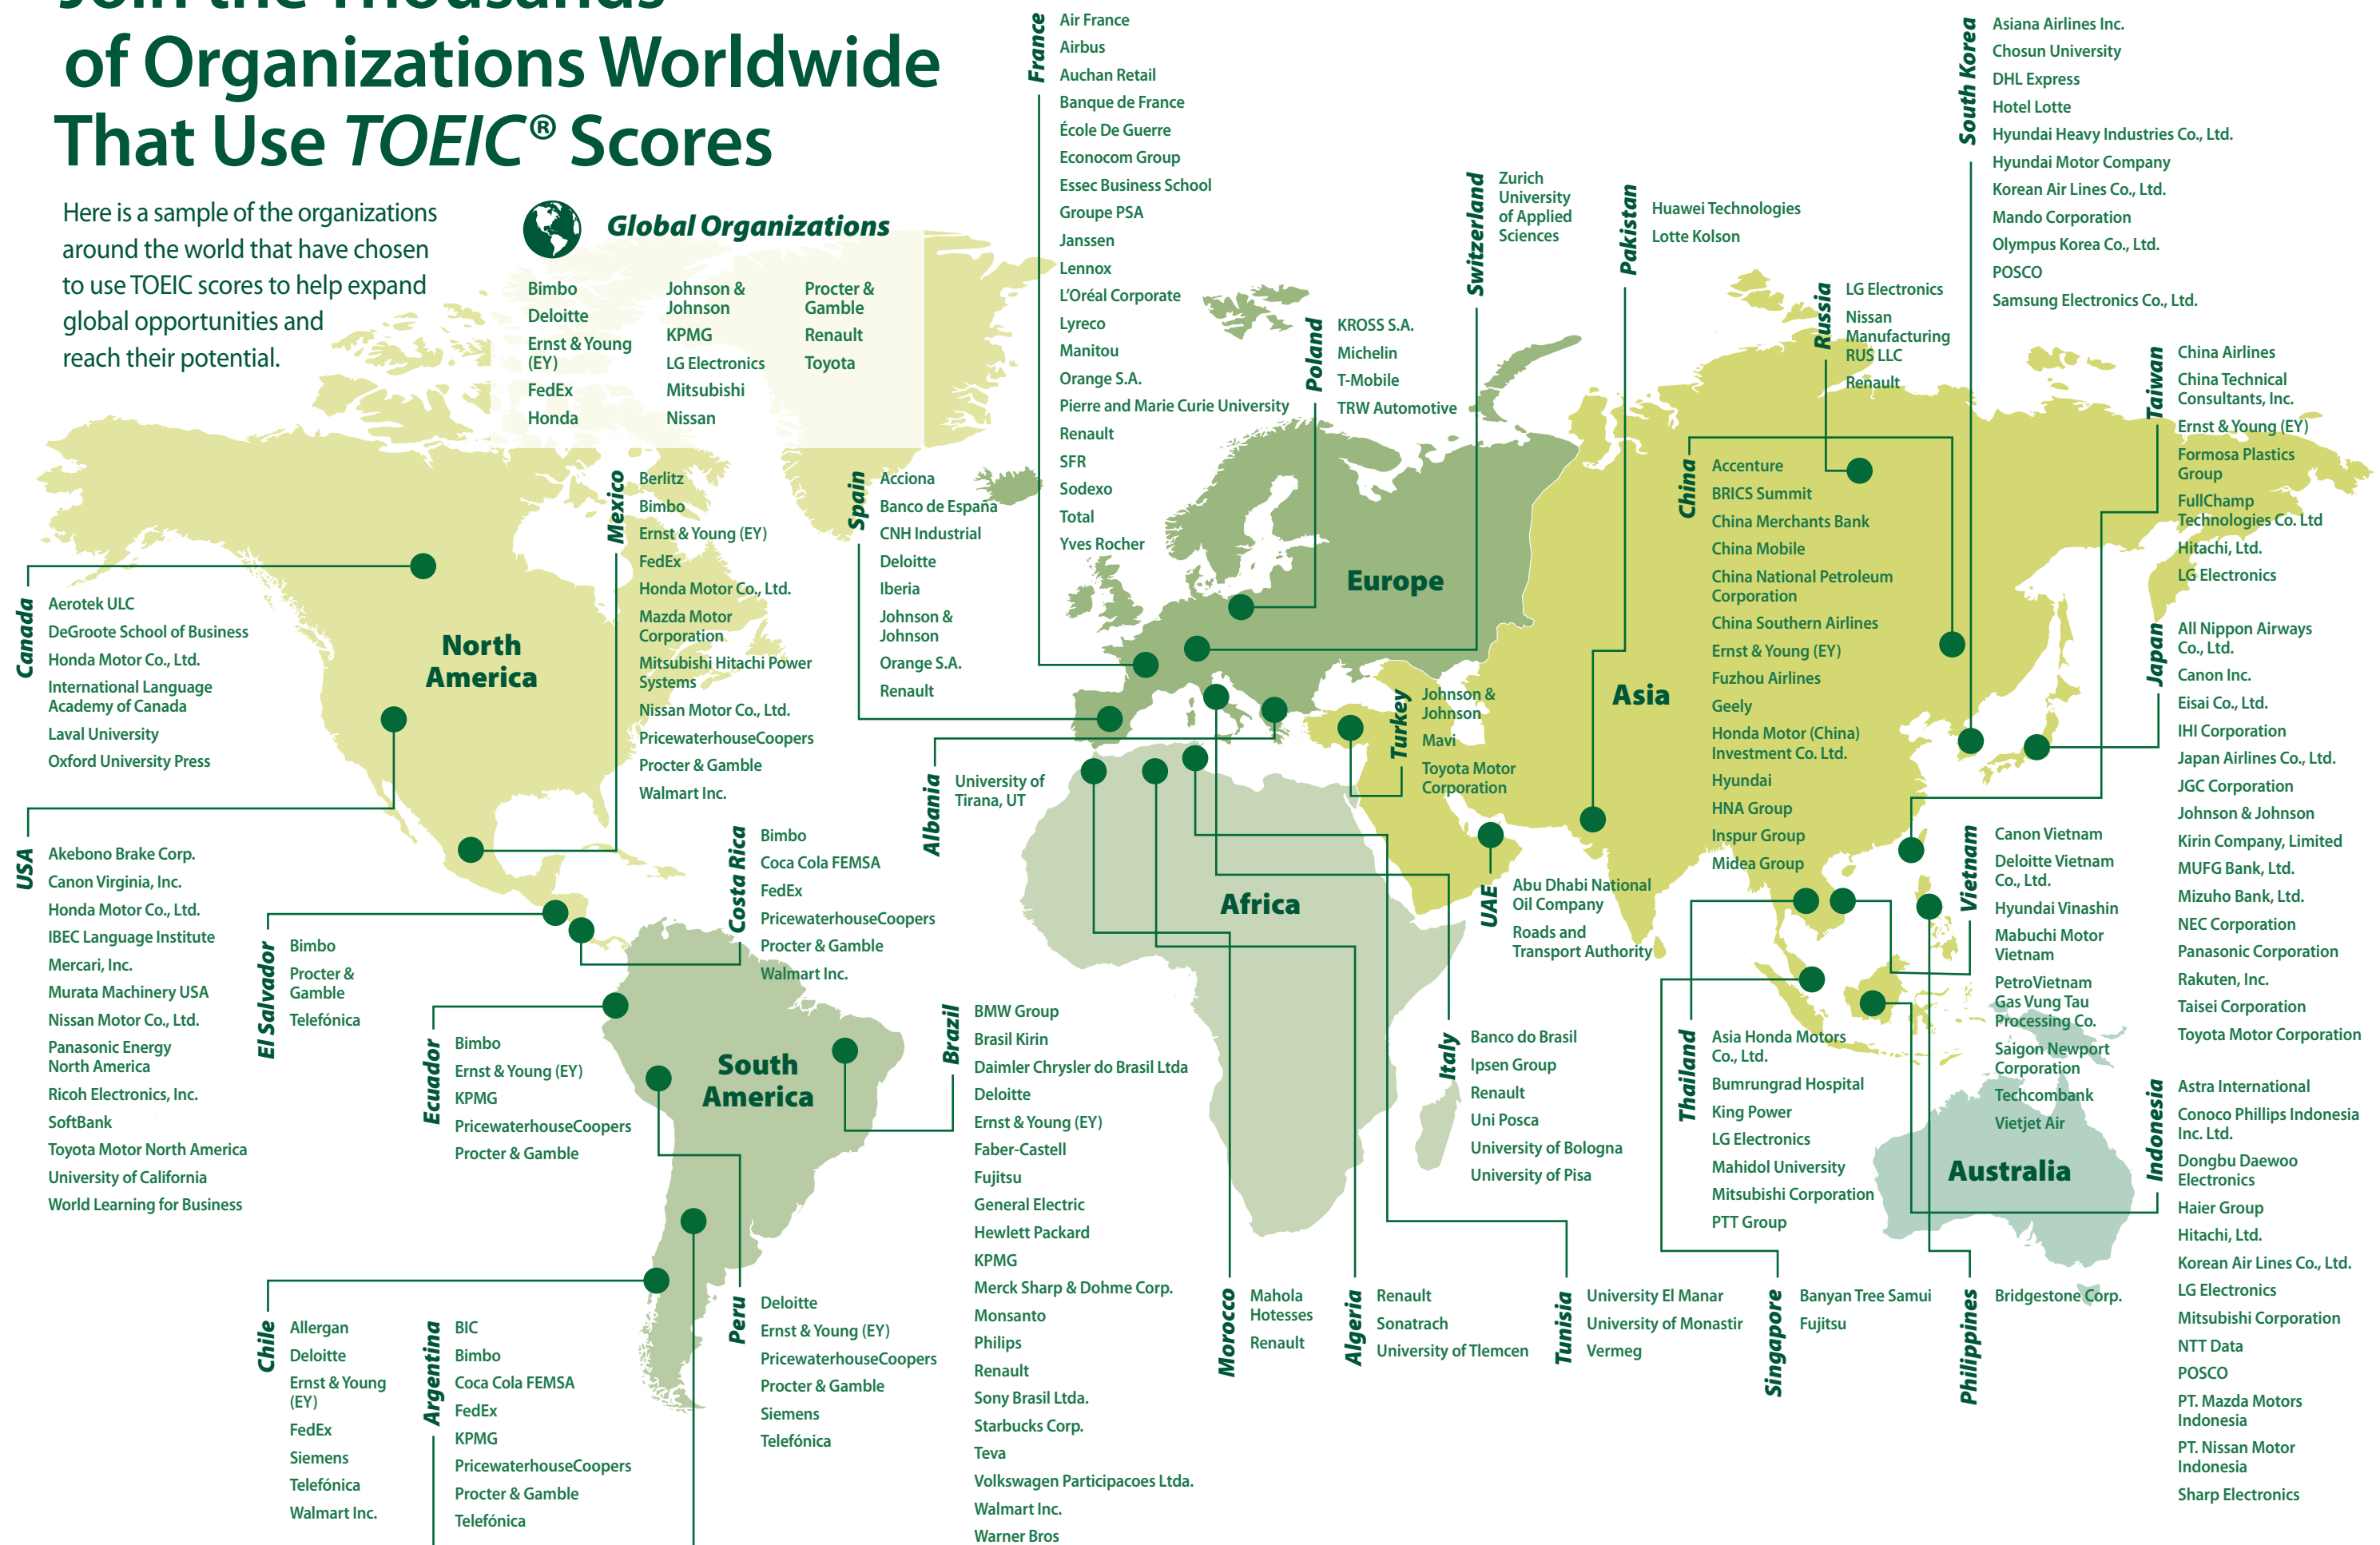 Join the Thousands
of Organizations Worldwide
That Use TOEIC® Scores
Here is a sample of the organizations
around the world that have chosen
to use TOEIC scores to help expand
global opportunities and
reach their potential.
Global Organizations
Bimbo
Deloitte
Ernst & Young
(EY)
FedEx
Honda
Johnson &
Johnson
KPMG
LG Electronics
Mitsubishi
Nissan
Procter &
Gamble
Renault
Toyota
France
Air France
Airbus
Auchan Retail
Banque de France
École De Guerre
Econocom Group
Essec Business School
Groupe PSA
Janssen
Lennox
L'Oréal Corporate
Lyreco
Manitou
Orange S.A.
Pierre and Marie Curie University
Renault
SFR
Sodexo
Total
Yves Rocher
Switzerland
Zurich
University
of Applied
Sciences
Poland
KROSS S.A.
Michelin
T-Mobile
TRW Automotive
Pakistan
Huawei Technologies
Lotte Kolson
Russia
LG Electronics
Nissan
Manufacturing
RUS LLC
Renault
South Korea
Asiana Airlines Inc.
Chosun University
DHL Express
Hotel Lotte
Hyundai Heavy Industries Co., Ltd.
Hyundai Motor Company
Korean Air Lines Co., Ltd.
Mando Corporation
Olympus Korea Co., Ltd.
POSCO
Samsung Electronics Co., Ltd.
Taiwan
China Airlines
China Technical
Consultants, Inc.
Ernst & Young (EY)
Formosa Plastics
Group
FullChamp
Technologies Co. Ltd
Hitachi, Ltd.
LG Electronics
Canada
Aerotek ULC
DeGroote School of Business
Honda Motor Co., Ltd.
International Language
Academy of Canada
Laval University
Oxford University Press
North
America
Mexico
Berlitz
Bimbo
Ernst & Young (EY)
FedEx
Honda Motor Co., Ltd.
Mazda Motor
Corporation
Mitsubishi Hitachi Power
Systems
Nissan Motor Co., Ltd.
PricewaterhouseCoopers
Procter & Gamble
Walmart Inc.
Spain
Acciona
Banco de España
CNH Industrial
Deloitte
Iberia
Johnson &
Johnson
Orange S.A.
Renault
Europe
China
Accenture
BRICS Summit
China Merchants Bank
China Mobile
China National Petroleum
Corporation
China Southern Airlines
Ernst & Young (EY)
Fuzhou Airlines
Geely
Honda Motor (China)
Investment Co. Ltd.
Hyundai
HNA Group
Inspur Group
Midea Group
Asia
Turkey
Johnson &
Johnson
Mavi
Toyota Motor
Corporation
Japan
All Nippon Airways
Co., Ltd.
Canon Inc.
Eisai Co., Ltd.
IHI Corporation
Japan Airlines Co., Ltd.
JGC Corporation
Johnson & Johnson
Kirin Company, Limited
MUFG Bank, Ltd.
Mizuho Bank, Ltd.
NEC Corporation
Panasonic Corporation
Rakuten, Inc.
Taisei Corporation
Toyota Motor Corporation
Albania
University of
Tirana, UT
USA
Akebono Brake Corp.
Canon Virginia, Inc.
Honda Motor Co., Ltd.
IBEC Language Institute
Mercari, Inc.
Murata Machinery USA
Nissan Motor Co., Ltd.
Panasonic Energy
North America
Ricoh Electronics, Inc.
SoftBank
Toyota Motor North America
University of California
World Learning for Business
El Salvador
Bimbo
Procter &
Gamble
Telefónica
Costa Rica
Bimbo
Coca Cola FEMSA
FedEx
PricewaterhouseCoopers
Procter & Gamble
Walmart Inc.
Africa
UAE
Abu Dhabi National
Oil Company
Roads and
Transport Authority
Vietnam
Canon Vietnam
Deloitte Vietnam
Co., Ltd.
Hyundai Vinashin
Mabuchi Motor
Vietnam
PetroVietnam
Gas Vung Tau
Processing Co.
Saigon Newport
Corporation
Techcombank
Vietjet Air
Ecuador
Bimbo
Ernst & Young (EY)
KPMG
PricewaterhouseCoopers
Procter & Gamble
South
America
Brazil
BMW Group
Brasil Kirin
Daimler Chrysler do Brasil Ltda
Deloitte
Ernst & Young (EY)
Faber-Castell
Fujitsu
General Electric
Hewlett Packard
KPMG
Merck Sharp & Dohme Corp.
Monsanto
Philips
Renault
Sony Brasil Ltda.
Starbucks Corp.
Teva
Volkswagen Participacoes Ltda.
Walmart Inc.
Warner Bros
Italy
Banco do Brasil
Ipsen Group
Renault
Uni Posca
University of Bologna
University of Pisa
Thailand
Asia Honda Motors
Co., Ltd.
Bumrungrad Hospital
King Power
LG Electronics
Mahidol University
Mitsubishi Corporation
PTT Group
Australia
Indonesia
Astra International
Conoco Phillips Indonesia
Inc. Ltd.
Dongbu Daewoo
Electronics
Haier Group
Hitachi, Ltd.
Korean Air Lines Co., Ltd.
LG Electronics
Mitsubishi Corporation
NTT Data
POSCO
PT. Mazda Motors
Indonesia
PT. Nissan Motor
Indonesia
Sharp Electronics
Chile
Allergan
Deloitte
Ernst & Young
(EY)
FedEx
Siemens
Telefónica
Walmart Inc.
Argentina
BIC
Bimbo
Coca Cola FEMSA
FedEx
KPMG
PricewaterhouseCoopers
Procter & Gamble
Telefónica
Peru
Deloitte
Ernst & Young (EY)
PricewaterhouseCoopers
Procter & Gamble
Siemens
Telefónica
Morocco
Mahola
Hotesses
Renault
Algeria
Renault
Sonatrach
University of Tlemcen
Tunisia
University El Manar
University of Monastir
Vermeg
Singapore
Banyan Tree Samui
Fujitsu
Philippines
Bridgestone Corp.